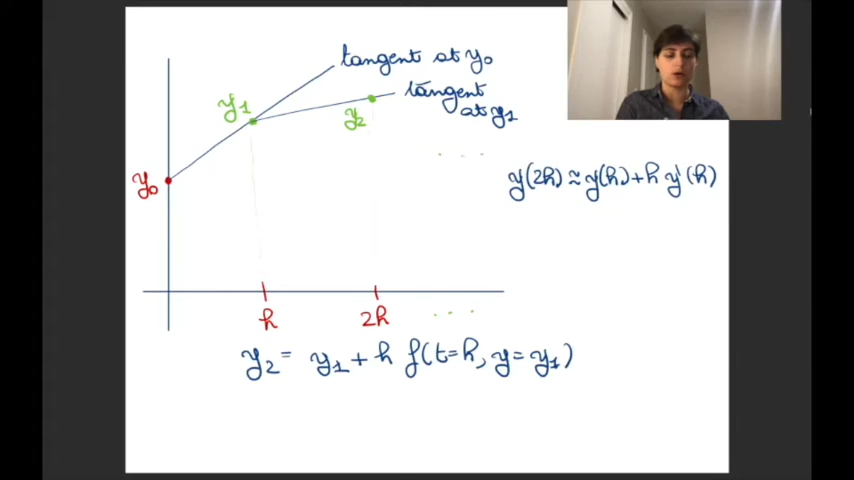 tangent at y₀
tangent
at y₁
y₁
y₂
y₀
y(2h) ≈ y(h) + h y'(h)
h
2h
y₂ = y₁ + h f(t=h, y=y₁)